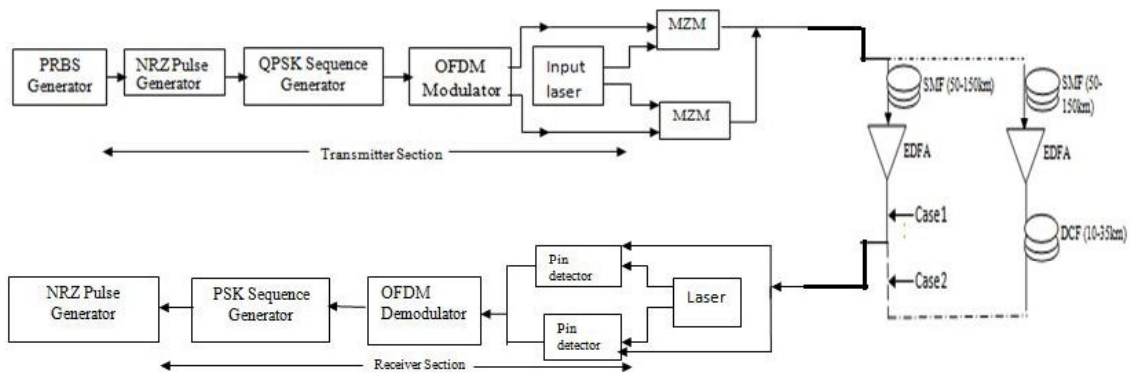 PRBS
Generator
NRZ Pulse
Generator
QPSK Sequence
Generator
OFDM
Modulator
Input
laser
MZM
MZM
Transmitter Section
SMF (50-150km)
SMF (50-
150km)
EDFA
EDFA
Case1
DCF (10-35km)
Case2
NRZ Pulse
Generator
PSK Sequence
Generator
OFDM
Demodulator
Pin
detector
Pin
detector
Laser
Receiver Section